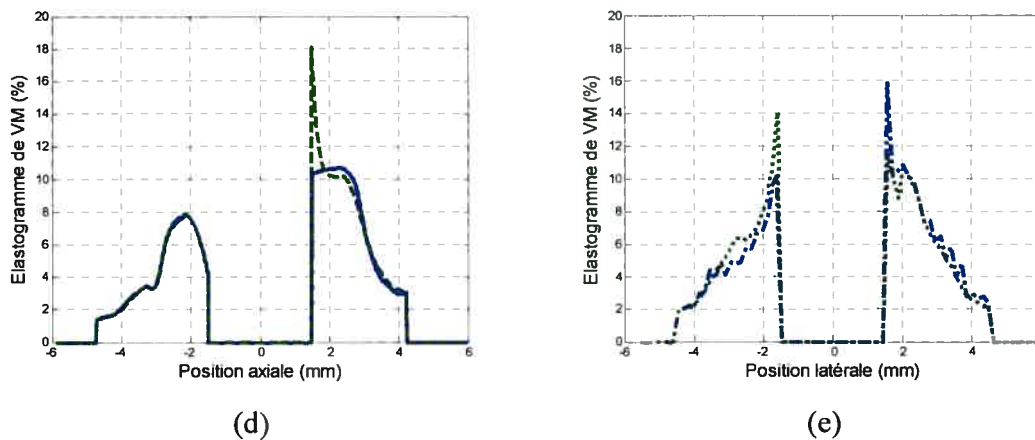 Elastogramme de VM (%)
20
18
16
14
12
10
8
6
4
2
0
-6 -4 -2 0 2 4 6
Position axiale (mm)
(d)
Elastogramme de VM (%)
20
18
16
14
12
10
8
6
4
2
0
-6 -4 -2 0 2 4
Position latérale (mm)
(e)